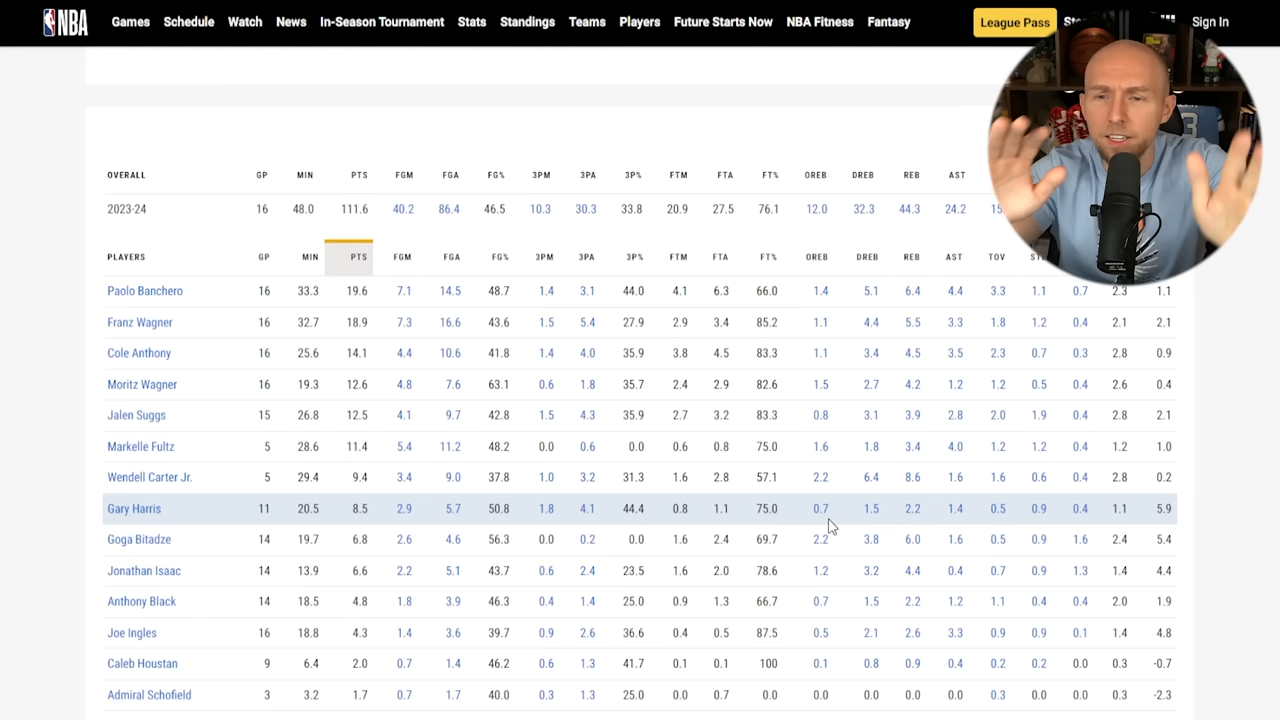 NBA Games Schedule Watch News In-Season Tournament Stats Standings Teams Players Future Starts Now NBA Fitness Fantasy League Pass Sign In
OVERALL GP MIN PTS FGM FGA FG% 3PM 3PA 3P% FTM FTA FT% OREB DREB REB AST
2023-24 16 48.0 111.6 40.2 86.4 46.5 10.3 30.3 33.8 20.9 27.5 76.1 12.0 32.3 44.3 24.2
PLAYERS GP MIN PTS FGM FGA FG% 3PM 3PA 3P% FTM FTA FT% OREB DREB REB AST TOV
Paolo Banchero 16 33.3 19.6 7.1 14.5 48.7 1.4 3.1 44.0 4.1 6.3 66.0 1.4 5.1 6.4 4.4 3.3 1.1 0.7 2.3 1.1
Franz Wagner 16 32.7 18.9 7.3 16.6 43.6 1.5 5.4 27.9 2.9 3.4 85.2 1.1 4.4 5.5 3.3 1.8 1.2 0.4 2.1 2.1
Cole Anthony 16 25.6 14.1 4.4 10.6 41.8 1.4 4.0 35.9 3.8 4.5 83.3 1.1 3.4 4.5 3.5 2.3 0.7 0.3 2.8 0.9
Moritz Wagner 16 19.3 12.6 4.8 7.6 63.1 0.6 1.8 35.7 2.4 2.9 82.6 1.5 2.7 4.2 1.2 1.2 0.5 0.4 2.6 0.4
Jalen Suggs 15 26.8 12.5 4.1 9.7 42.8 1.5 4.3 35.9 2.7 3.2 83.3 0.8 3.1 3.9 2.8 2.0 1.9 0.4 2.8 2.1
Markelle Fultz 5 28.6 11.4 5.4 11.2 48.2 0.0 0.6 0.0 0.6 0.8 75.0 1.6 1.8 3.4 4.0 1.2 1.2 0.4 1.2 1.0
Wendell Carter Jr. 5 29.4 9.4 3.4 9.0 37.8 1.0 3.2 31.3 1.6 2.8 57.1 2.2 6.4 8.6 1.6 1.6 0.6 0.4 2.8 0.2
Gary Harris 11 20.5 8.5 2.9 5.7 50.8 1.8 4.1 44.4 0.8 1.1 75.0 0.7 1.5 2.2 1.4 0.5 0.9 0.4 1.1 5.9
Goga Bitadze 14 19.7 6.8 2.6 4.6 56.3 0.0 0.2 0.0 1.6 2.4 69.7 2.2 3.8 6.0 1.6 0.5 0.9 1.6 2.4 5.4
Jonathan Isaac 14 13.9 6.6 2.2 5.1 43.7 0.6 2.4 23.5 1.6 2.0 78.6 1.2 3.2 4.4 0.4 0.7 0.9 1.3 1.4 4.4
Anthony Black 14 18.5 4.8 1.8 3.9 46.3 0.4 1.4 25.0 0.9 1.3 66.7 0.7 1.5 2.2 1.2 1.1 0.4 0.4 2.0 1.9
Joe Ingles 16 18.8 4.3 1.4 3.6 39.7 0.9 2.6 36.6 0.4 0.5 87.5 0.5 2.1 2.6 3.3 0.9 0.9 0.1 1.4 4.8
Caleb Houstan 9 6.4 2.0 0.7 1.4 46.2 0.6 1.3 41.7 0.1 0.1 100 0.1 0.8 0.9 0.4 0.2 0.2 0.0 0.3 -0.7
Admiral Schofield 3 3.2 1.7 0.7 1.7 40.0 0.3 1.3 25.0 0.0 0.7 0.0 0.0 0.0 0.0 0.0 0.3 0.0 0.0 0.3 -2.3